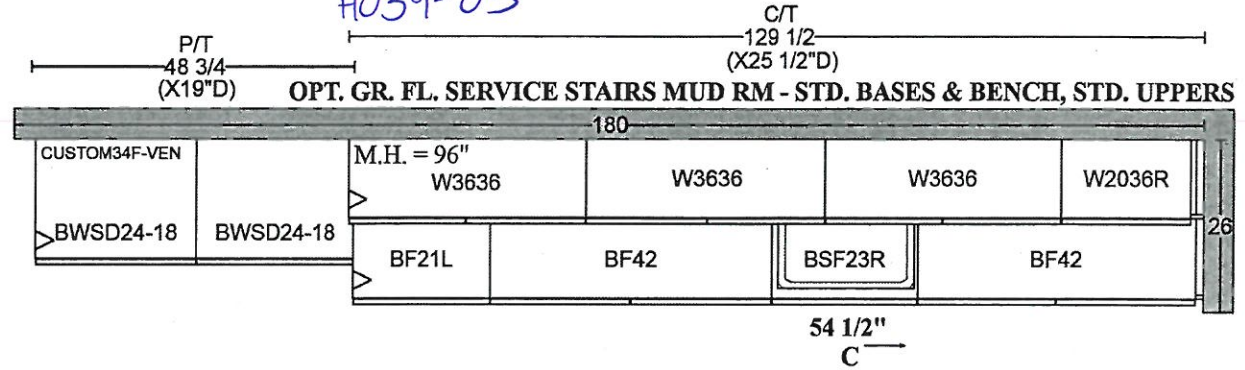 H039-03
C/T
129 1/2
(X25 1/2"D)
P/T
48 3/4
(X19"D)
OPT. GR. FL. SERVICE STAIRS MUD RM - STD. BASES & BENCH, STD. UPPERS
180
CUSTOM34F-VEN
M.H. = 96"
W3636
W3636
W3636
W2036R
26
BWSD24-18
BWSD24-18
BF21L
BF42
BSF23R
BF42
54 1/2"
C